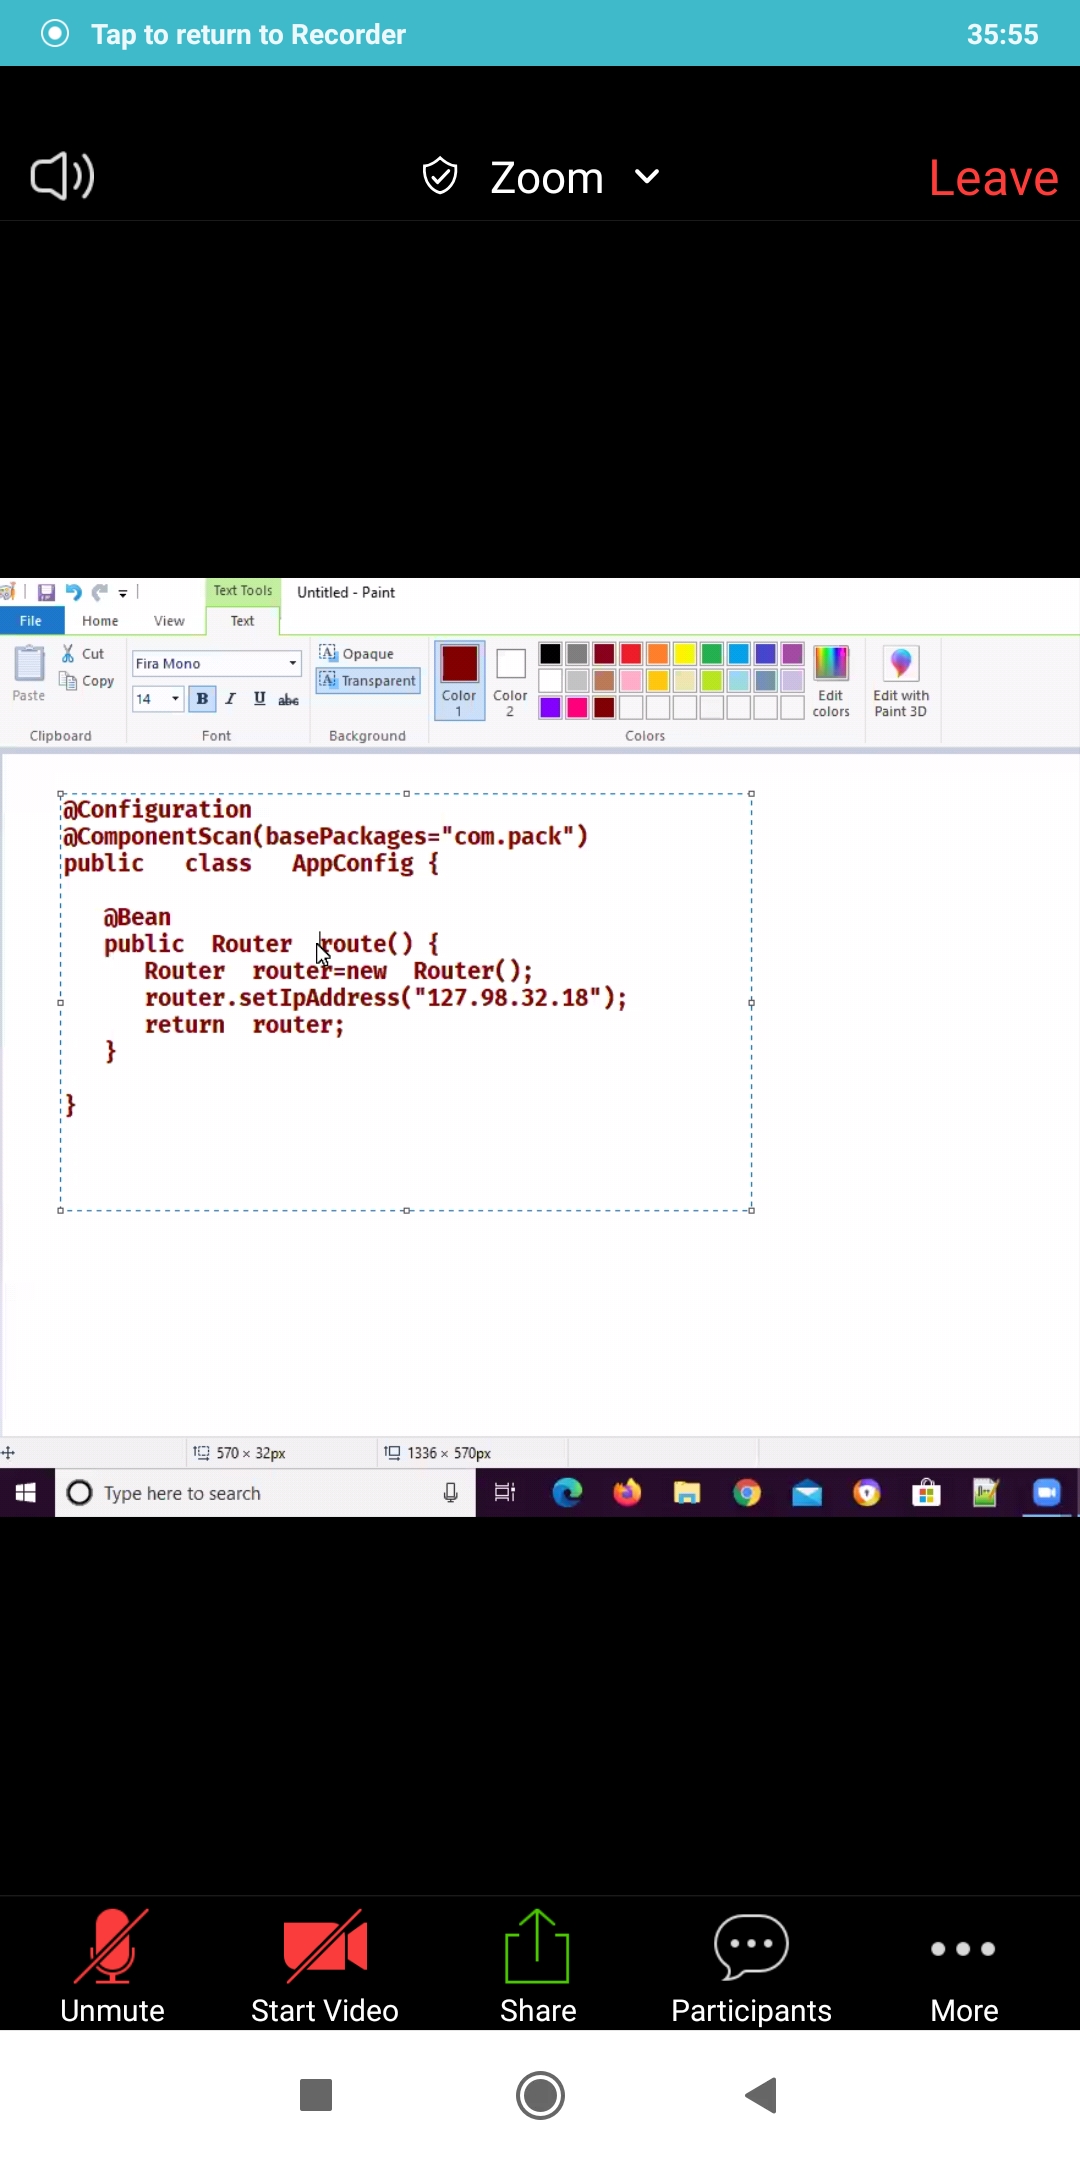 Tap to return to Recorder 35:55
Zoom Leave
Text Tools Untitled - Paint
File Home View Text
Paste Cut Copy
Fira Mono
14 B I U abc
Opaque
Transparent
Color 1 Color 2
Edit colors
Edit with Paint 3D
Clipboard Font Background Colors
@Configuration
@ComponentScan(basePackages="com.pack")
public class AppConfig {
@Bean
public Router route() {
Router router=new Router();
router.setIpAddress("127.98.32.18");
return router;
}
}
570 × 32px 1336 × 570px
Type here to search
Unmute Start Video Share Participants More